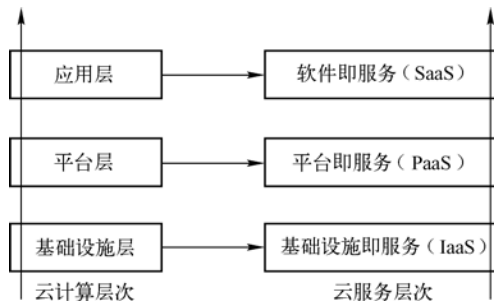 应用层
软件即服务（SaaS）
平台层
平台即服务（PaaS）
基础设施层
基础设施即服务（IaaS）
云计算层次
云服务层次